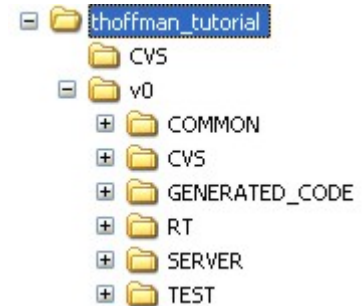 thoffman_tutorial
CVS
v0
COMMON
CVS
GENERATED_CODE
RT
SERVER
TEST